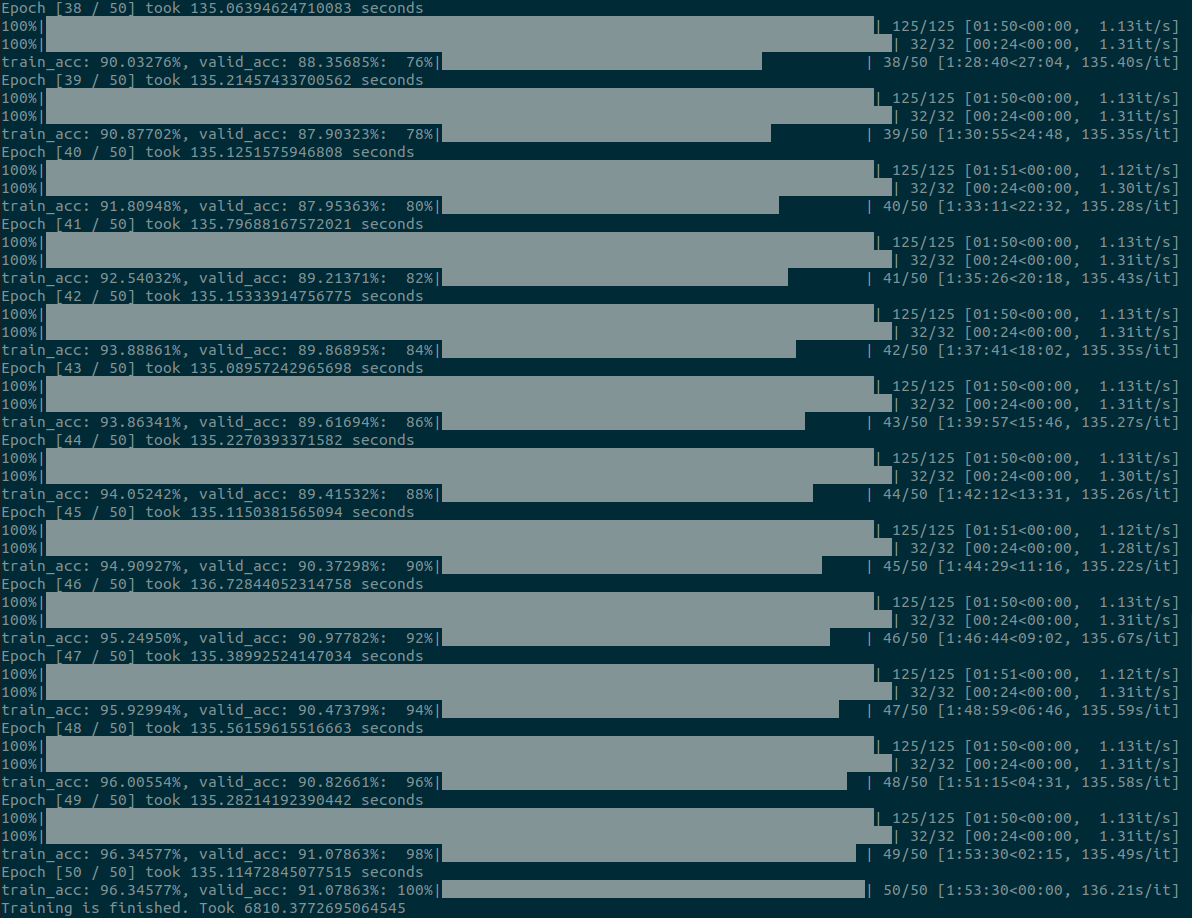 Epoch [38 / 50] took 135.06394624710083 seconds
100%| | 125/125 [01:50<00:00,  1.13it/s]
100%| | 32/32 [00:24<00:00,  1.31it/s]
train_acc: 90.03276%, valid_acc: 88.35685%:  76%| | 38/50 [1:28:40<27:04, 135.40s/it]
Epoch [39 / 50] took 135.21457433700562 seconds
100%| | 125/125 [01:50<00:00,  1.13it/s]
100%| | 32/32 [00:24<00:00,  1.31it/s]
train_acc: 90.87702%, valid_acc: 87.90323%:  78%| | 39/50 [1:30:55<24:48, 135.35s/it]
Epoch [40 / 50] took 135.1251575946808 seconds
100%| | 125/125 [01:51<00:00,  1.12it/s]
100%| | 32/32 [00:24<00:00,  1.30it/s]
train_acc: 91.80948%, valid_acc: 87.95363%:  80%| | 40/50 [1:33:11<22:32, 135.28s/it]
Epoch [41 / 50] took 135.79688167572021 seconds
100%| | 125/125 [01:50<00:00,  1.13it/s]
100%| | 32/32 [00:24<00:00,  1.31it/s]
train_acc: 92.54032%, valid_acc: 89.21371%:  82%| | 41/50 [1:35:26<20:18, 135.43s/it]
Epoch [42 / 50] took 135.15333914756775 seconds
100%| | 125/125 [01:50<00:00,  1.13it/s]
100%| | 32/32 [00:24<00:00,  1.31it/s]
train_acc: 93.88861%, valid_acc: 89.86895%:  84%| | 42/50 [1:37:41<18:02, 135.35s/it]
Epoch [43 / 50] took 135.08957242965698 seconds
100%| | 125/125 [01:50<00:00,  1.13it/s]
100%| | 32/32 [00:24<00:00,  1.31it/s]
train_acc: 93.86341%, valid_acc: 89.61694%:  86%| | 43/50 [1:39:57<15:46, 135.27s/it]
Epoch [44 / 50] took 135.2270393371582 seconds
100%| | 125/125 [01:50<00:00,  1.13it/s]
100%| | 32/32 [00:24<00:00,  1.30it/s]
train_acc: 94.05242%, valid_acc: 89.41532%:  88%| | 44/50 [1:42:12<13:31, 135.26s/it]
Epoch [45 / 50] took 135.1150381565094 seconds
100%| | 125/125 [01:51<00:00,  1.12it/s]
100%| | 32/32 [00:24<00:00,  1.28it/s]
train_acc: 94.90927%, valid_acc: 90.37298%:  90%| | 45/50 [1:44:29<11:16, 135.22s/it]
Epoch [46 / 50] took 136.72844052314758 seconds
100%| | 125/125 [01:50<00:00,  1.13it/s]
100%| | 32/32 [00:24<00:00,  1.31it/s]
train_acc: 95.24950%, valid_acc: 90.97782%:  92%| | 46/50 [1:46:44<09:02, 135.67s/it]
Epoch [47 / 50] took 135.38992524147034 seconds
100%| | 125/125 [01:51<00:00,  1.12it/s]
100%| | 32/32 [00:24<00:00,  1.31it/s]
train_acc: 95.92994%, valid_acc: 90.47379%:  94%| | 47/50 [1:48:59<06:46, 135.59s/it]
Epoch [48 / 50] took 135.56159615516663 seconds
100%| | 125/125 [01:50<00:00,  1.13it/s]
100%| | 32/32 [00:24<00:00,  1.31it/s]
train_acc: 96.00554%, valid_acc: 90.82661%:  96%| | 48/50 [1:51:15<04:31, 135.58s/it]
Epoch [49 / 50] took 135.28214192390442 seconds
100%| | 125/125 [01:50<00:00,  1.13it/s]
100%| | 32/32 [00:24<00:00,  1.31it/s]
train_acc: 96.34577%, valid_acc: 91.07863%:  98%| | 49/50 [1:53:30<02:15, 135.49s/it]
Epoch [50 / 50] took 135.11472845077515 seconds
train_acc: 96.34577%, valid_acc: 91.07863%: 100%| | 50/50 [1:53:30<00:00, 136.21s/it]
Training is finished. Took 6810.3772695064545